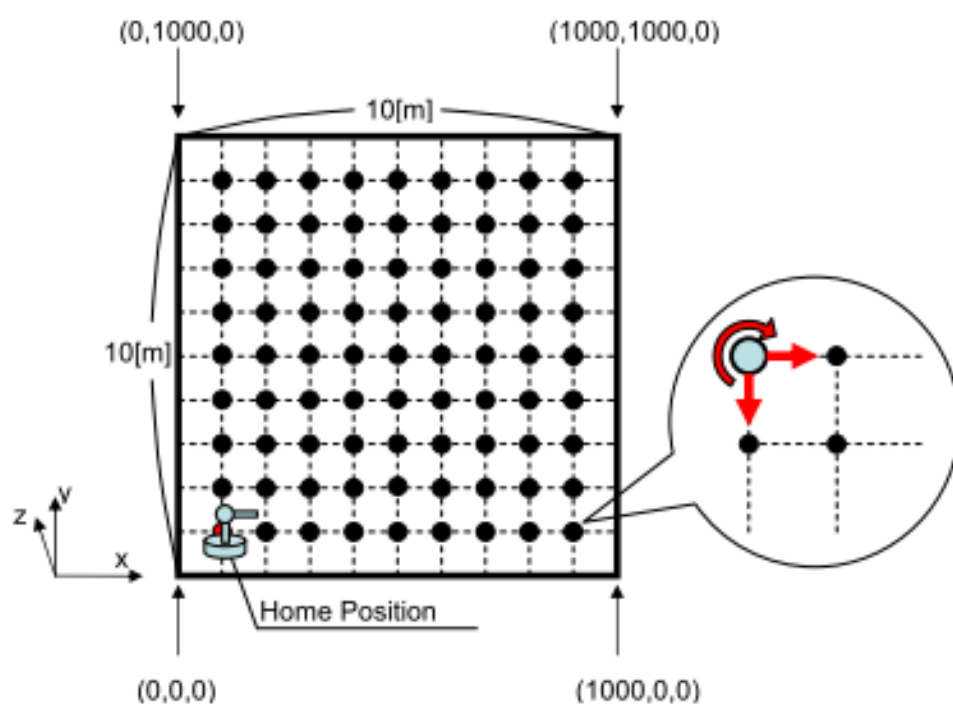 (0,1000,0)
(1000,1000,0)
10[m]
10[m]
y
z
x
Home Position
(0,0,0)
(1000,0,0)